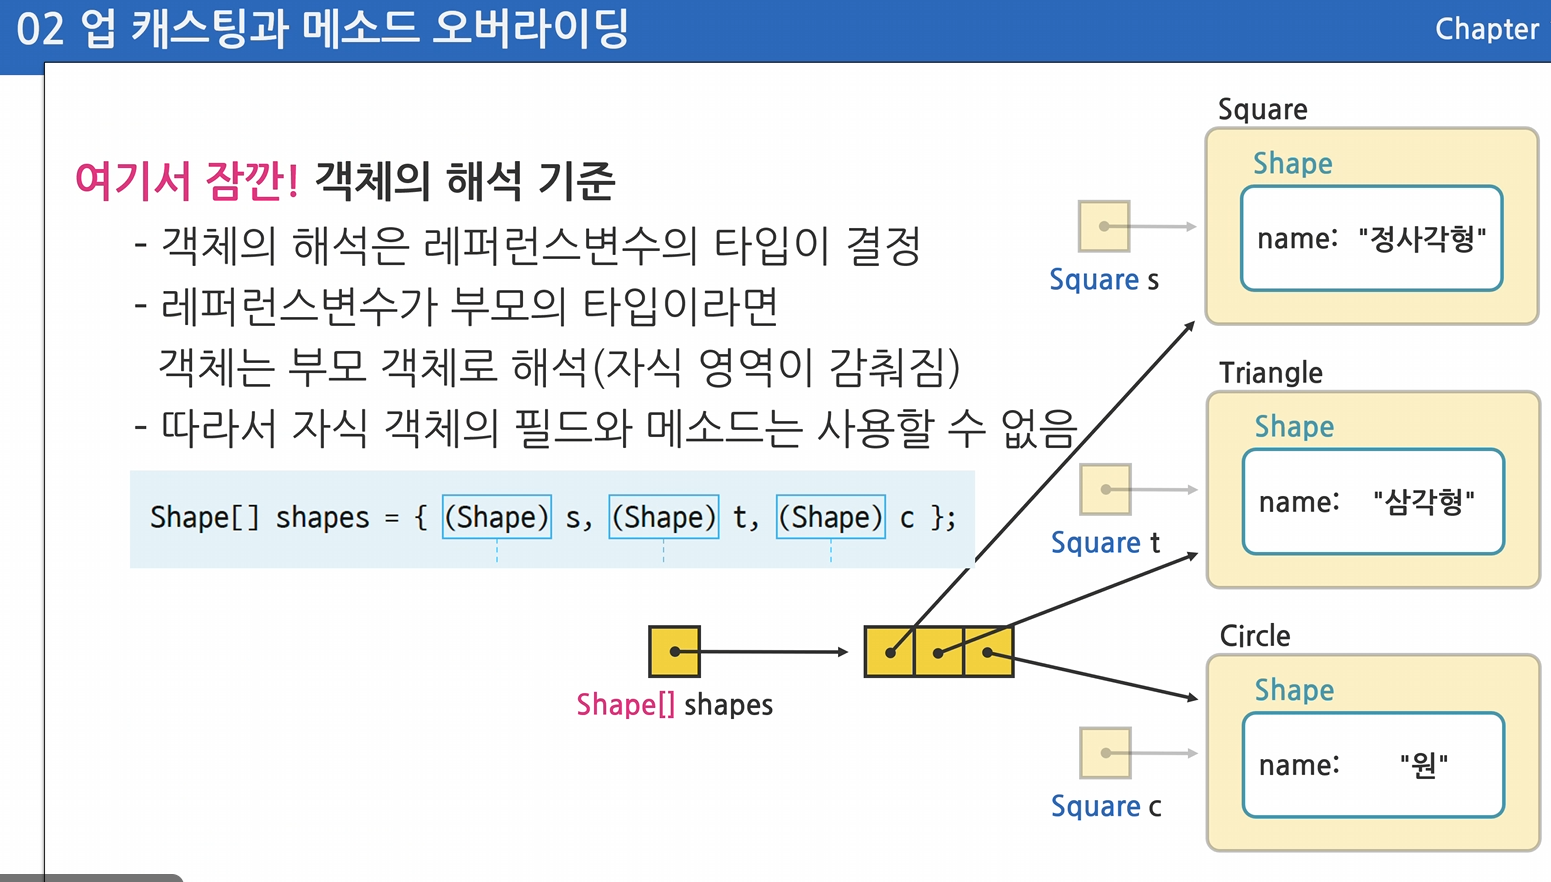 02 업 캐스팅과 메소드 오버라이딩
Chapter
여기서 잠깐! 객체의 해석 기준
- 객체의 해석은 레퍼런스변수의 타입이 결정
- 레퍼런스변수가 부모의 타입이라면
객체는 부모 객체로 해석(자식 영역이 감춰짐)
- 따라서 자식 객체의 필드와 메소드는 사용할 수 없음
Shape[] shapes = { (Shape) s, (Shape) t, (Shape) c };
Shape[] shapes
Square
Shape
name: "정사각형"
Square s
Triangle
Shape
name: "삼각형"
Square t
Circle
Shape
name: "원"
Square c